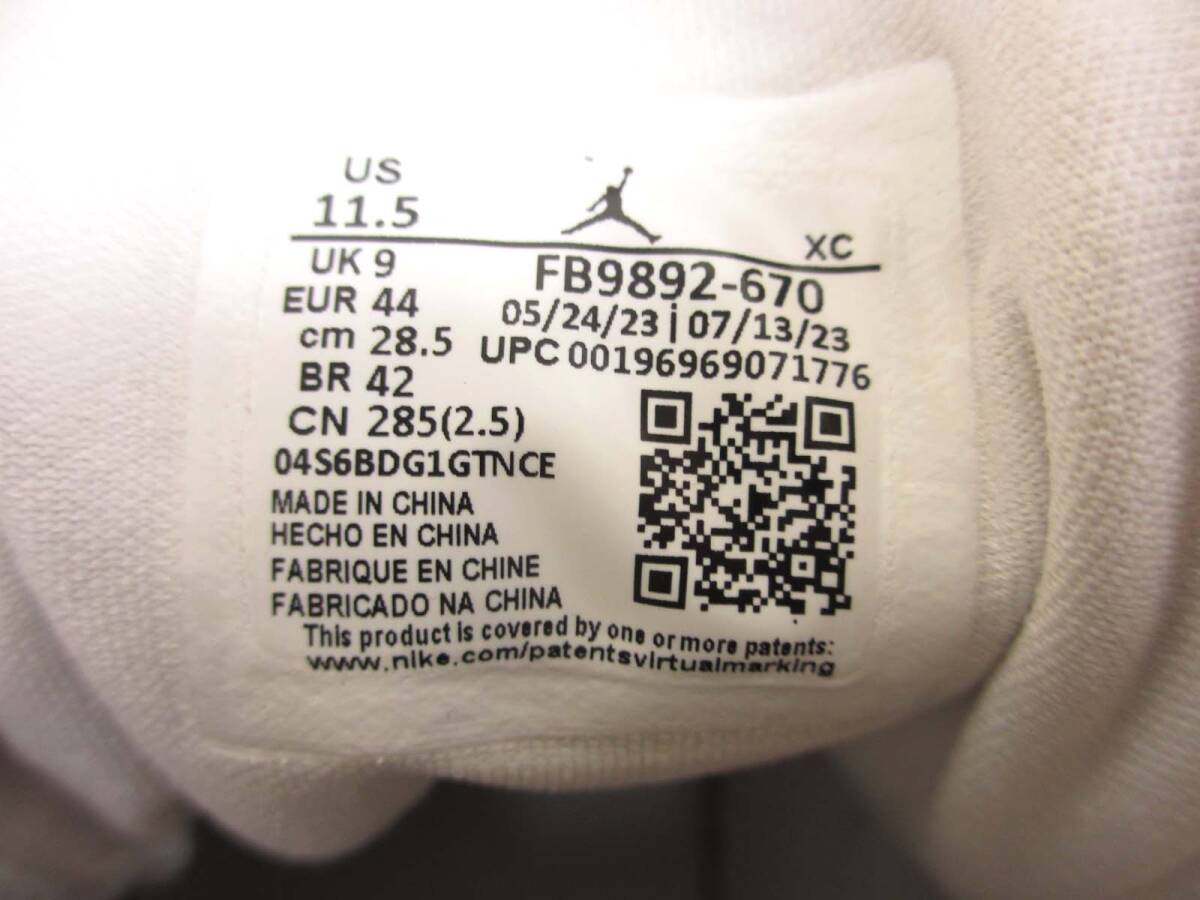 US
11.5
XC
UK 9
EUR 44
cm 28.5
BR 42
CN 285(2.5)
FB9892-670
05/24/23 | 07/13/23
UPC 00196969071776
04S6BDG1GTNCE
MADE IN CHINA
HECHO EN CHINA
FABRIQUE EN CHINE
FABRICADO NA CHINA
This product is covered by one or more patents:
www.nike.com/patentsvirtualmarking